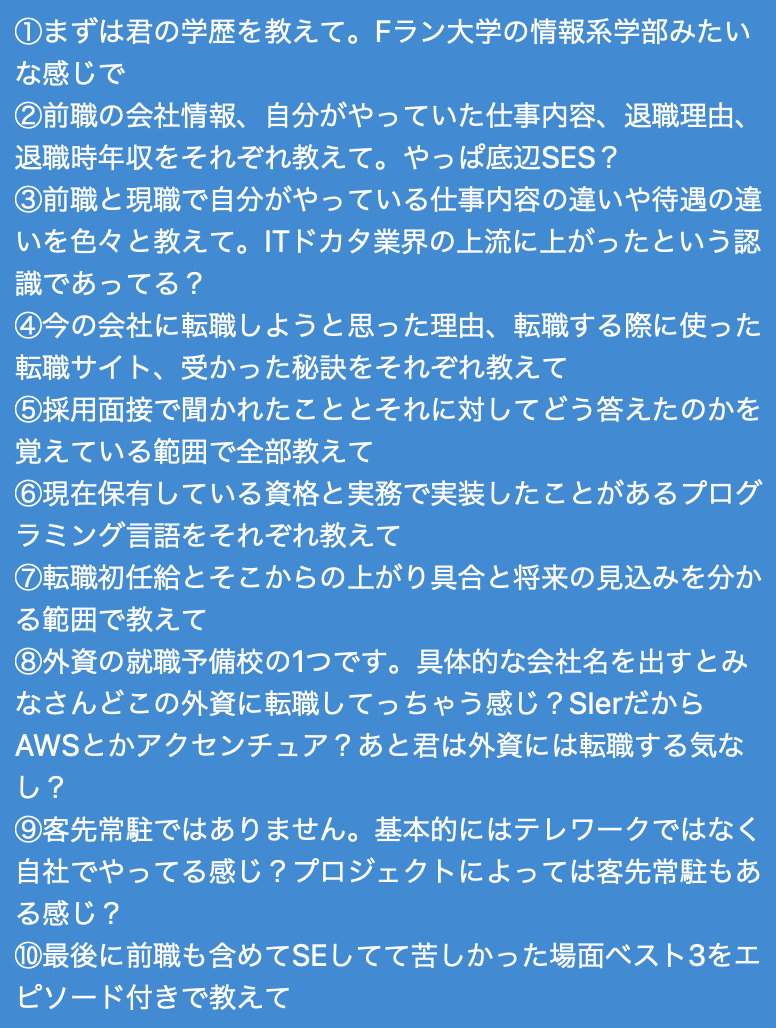 ①まずは君の学歴を教えて。Fラン大学の情報系学部みたい
な感じで
②前職の会社情報、自分がやっていた仕事内容、退職理由、
退職時年収をそれぞれ教えて。やっぱ底辺SES？
③前職と現職で自分がやっている仕事内容の違いや待遇の違
いを色々と教えて。ITドカタ業界の上流に上がったという認
識であってる？
④今の会社に転職しようと思った理由、転職する際に使った
転職サイト、受かった秘訣をそれぞれ教えて
⑤採用面接で聞かれたこととそれに対してどう答えたのかを
覚えている範囲で全部教えて
⑥現在保有している資格と実務で実装したことがあるプログ
ラミング言語をそれぞれ教えて
⑦転職初任給とそこからの上がり具合と将来の見込みを分か
る範囲で教えて
⑧外資の就職予備校の1つです。具体的な会社名を出すとみ
なさんどこの外資に転職してっちゃう感じ？SIerだから
AWSとかアクセンチュア？あと君は外資には転職する気な
し？
⑨客先常駐ではありません。基本的にはテレワークではなく
自社でやってる感じ？プロジェクトによっては客先常駐もあ
る感じ？
⑩最後に前職も含めてSEしてて苦しかった場面ベスト3をエ
ピソード付きで教えて